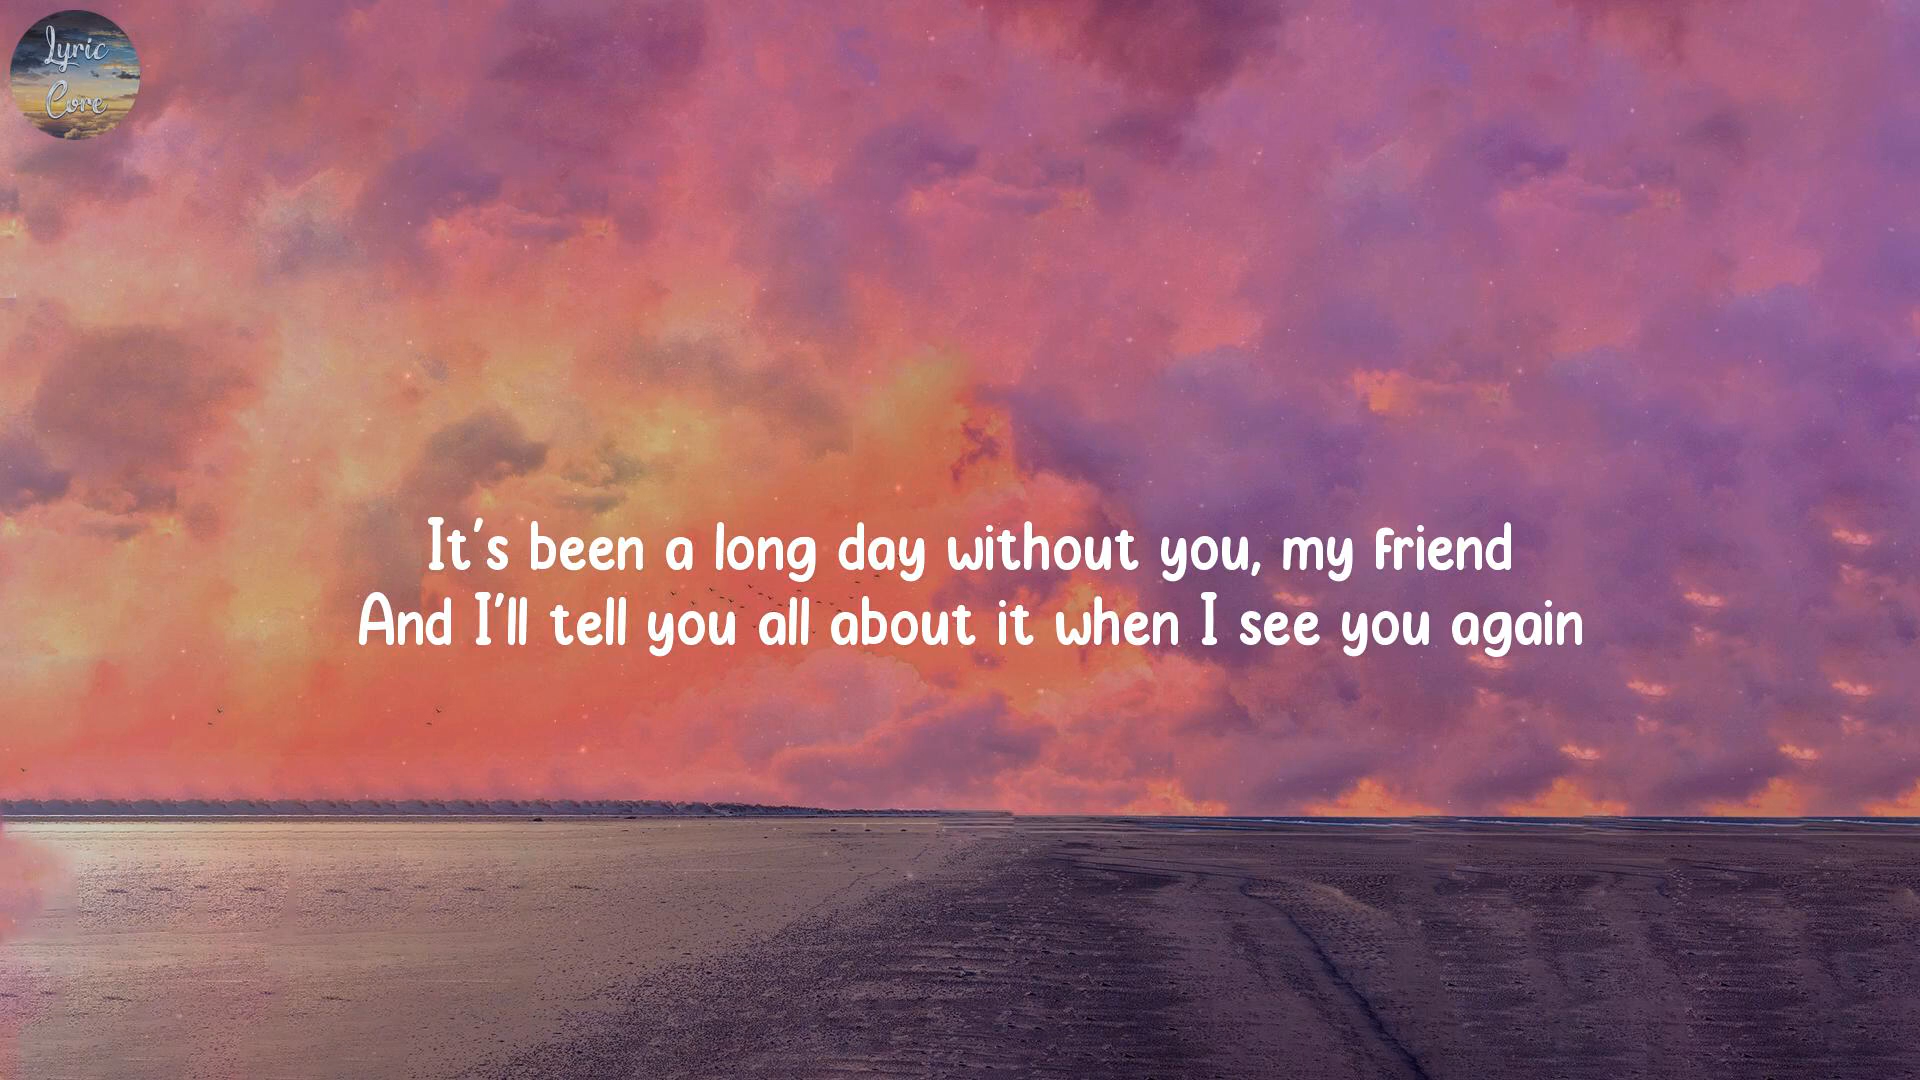 Lyric
Core
It's been a long day without you, my friend
And I'll tell you all about it when I see you again